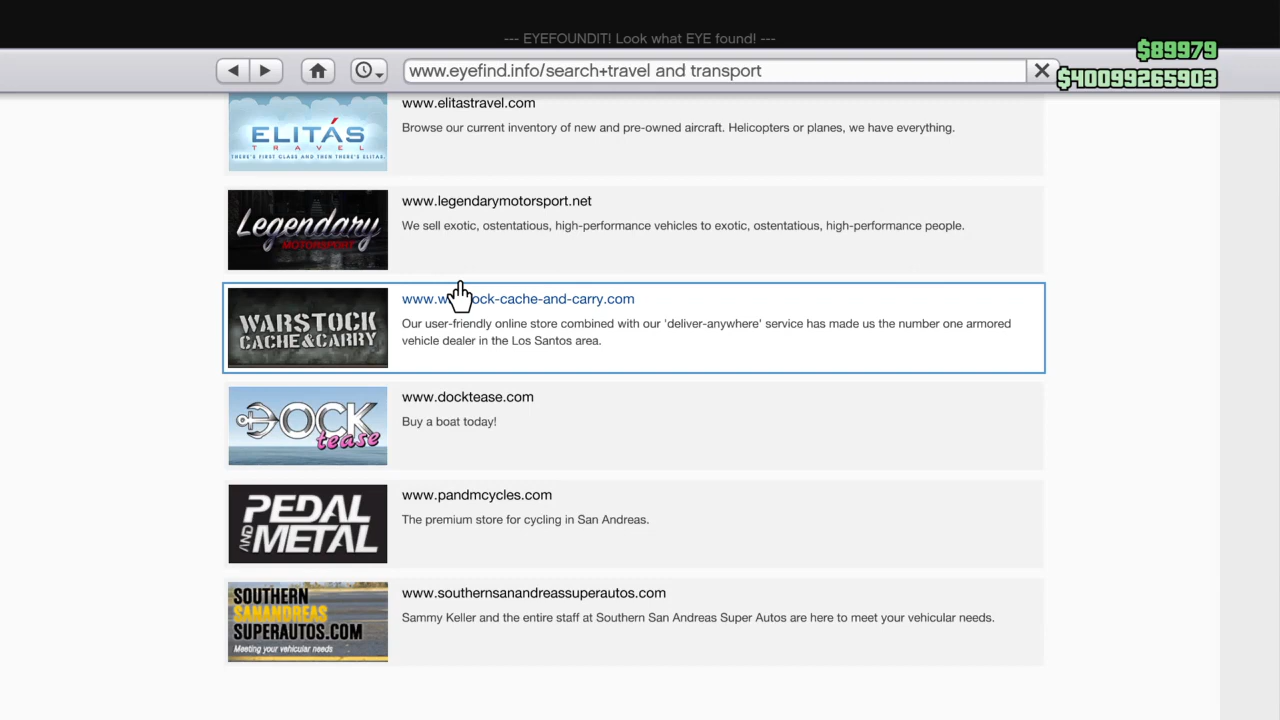 --- EYEFOUNDIT! Look what EYE found! ---
www.eyefind.info/search+travel and transport
$89979
$40099265903
ELITÁS
TRAVEL
THERE'S FIRST CLASS AND THEN THERE'S ELITAS.
www.elitastravel.com
Browse our current inventory of new and pre-owned aircraft. Helicopters or planes, we have everything.
Legendary
MOTORSPORT
www.legendarymotorsport.net
We sell exotic, ostentatious, high-performance vehicles to exotic, ostentatious, high-performance people.
WARSTOCK
CACHE&CARRY
www.w ock-cache-and-carry.com
Our user-friendly online store combined with our 'deliver-anywhere' service has made us the number one armored
vehicle dealer in the Los Santos area.
DOCK
tease
www.docktease.com
Buy a boat today!
PEDAL
AND METAL
www.pandmcycles.com
The premium store for cycling in San Andreas.
SOUTHERN
SANANDREAS
SUPERAUTOS.COM
Meeting your vehicular needs
www.southernsanandreassuperautos.com
Sammy Keller and the entire staff at Southern San Andreas Super Autos are here to meet your vehicular needs.